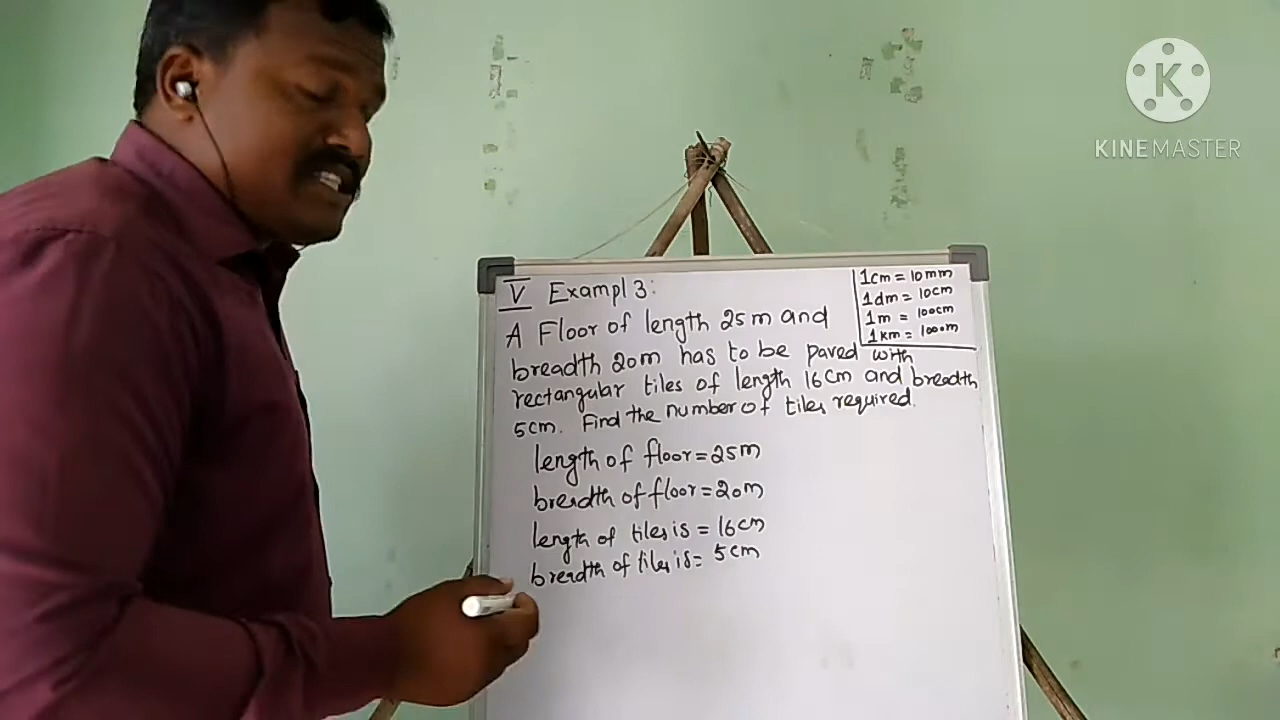 K
KINEMASTER
V Exampl 3:
1cm = 10mm
1dm = 10cm
1m = 100cm
1km = 1000m
A Floor of length 25m and
breadth 20m has to be paved with
rectangular tiles of length 16cm and breadth
5cm. Find the number of tiles required.
length of floor = 25m
breadth of floor = 20m
length of tiles is = 16cm
breadth of tiles is = 5cm